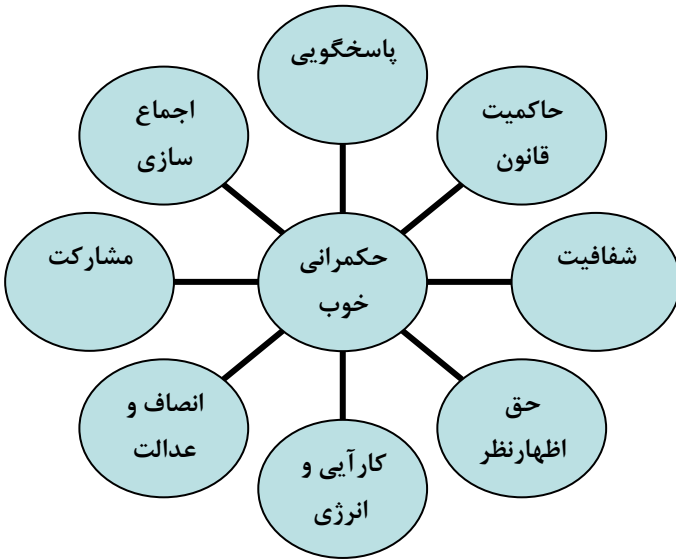 پاسخگویی
حاکمیت
قانون
شفافیت
حق
اظهارنظر
کارآیی و
انرژی
انصاف و
عدالت
مشارکت
اجماع
سازی
حکمرانی
خوب